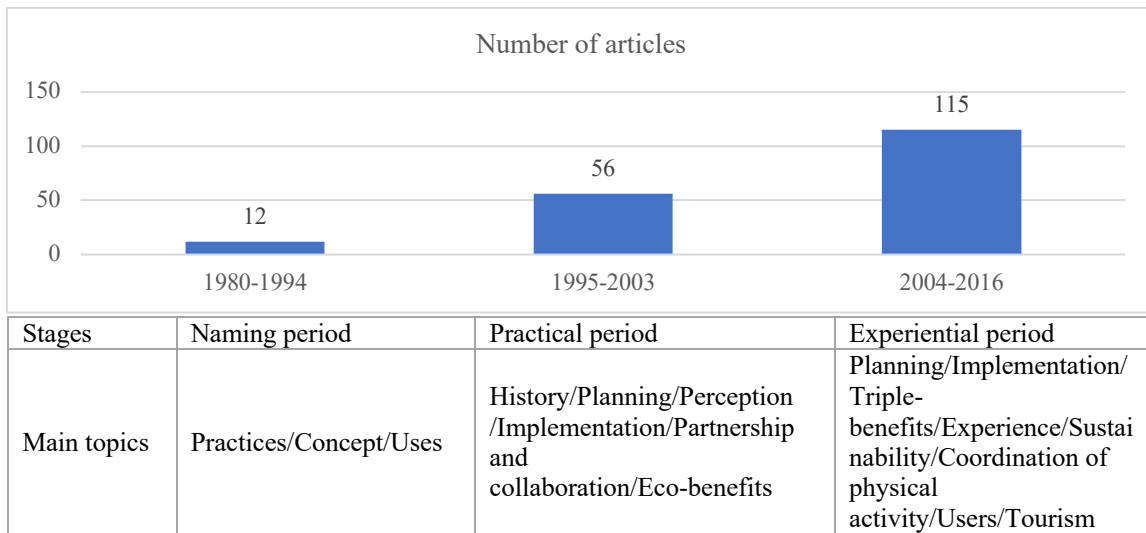 Number of articles
150
115
100
56
50
12
0
1980-1994 1995-2003 2004-2016
Stages Naming period Practical period Experiential period
Main topics Practices/Concept/Uses
History/Planning/Perception
/Implementation/Partnership
and
collaboration/Eco-benefits
Planning/Implementation/
Triple-
benefits/Experience/Sustai
nability/Coordination of
physical
activity/Users/Tourism